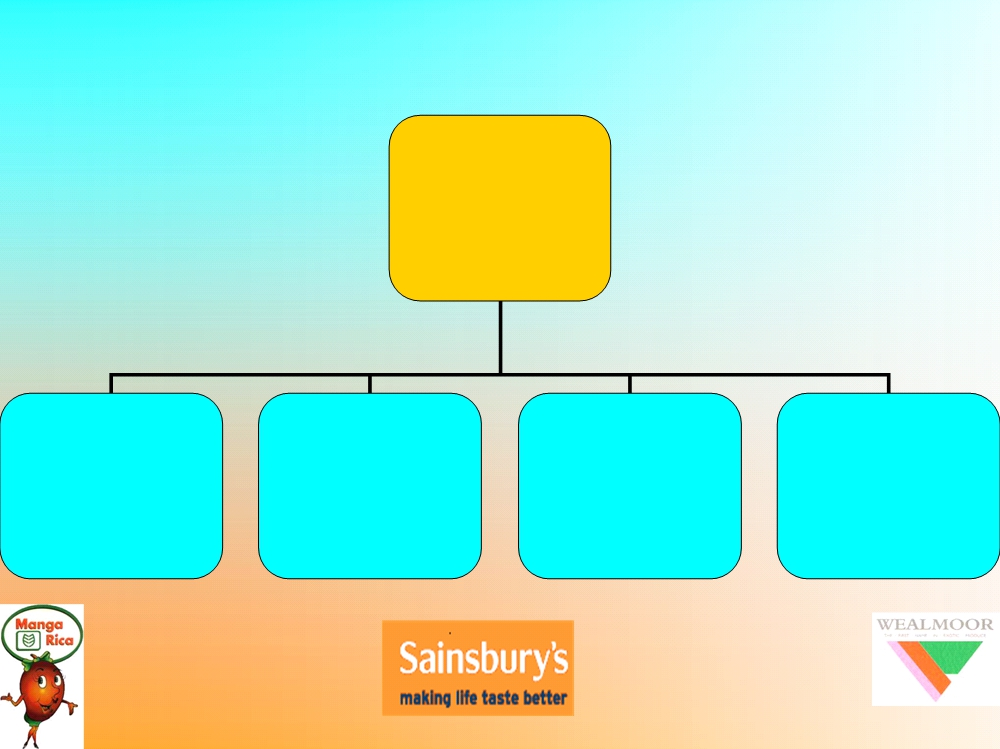 Manga
Rica
Sainsbury's
making life taste better
WEALMOOR